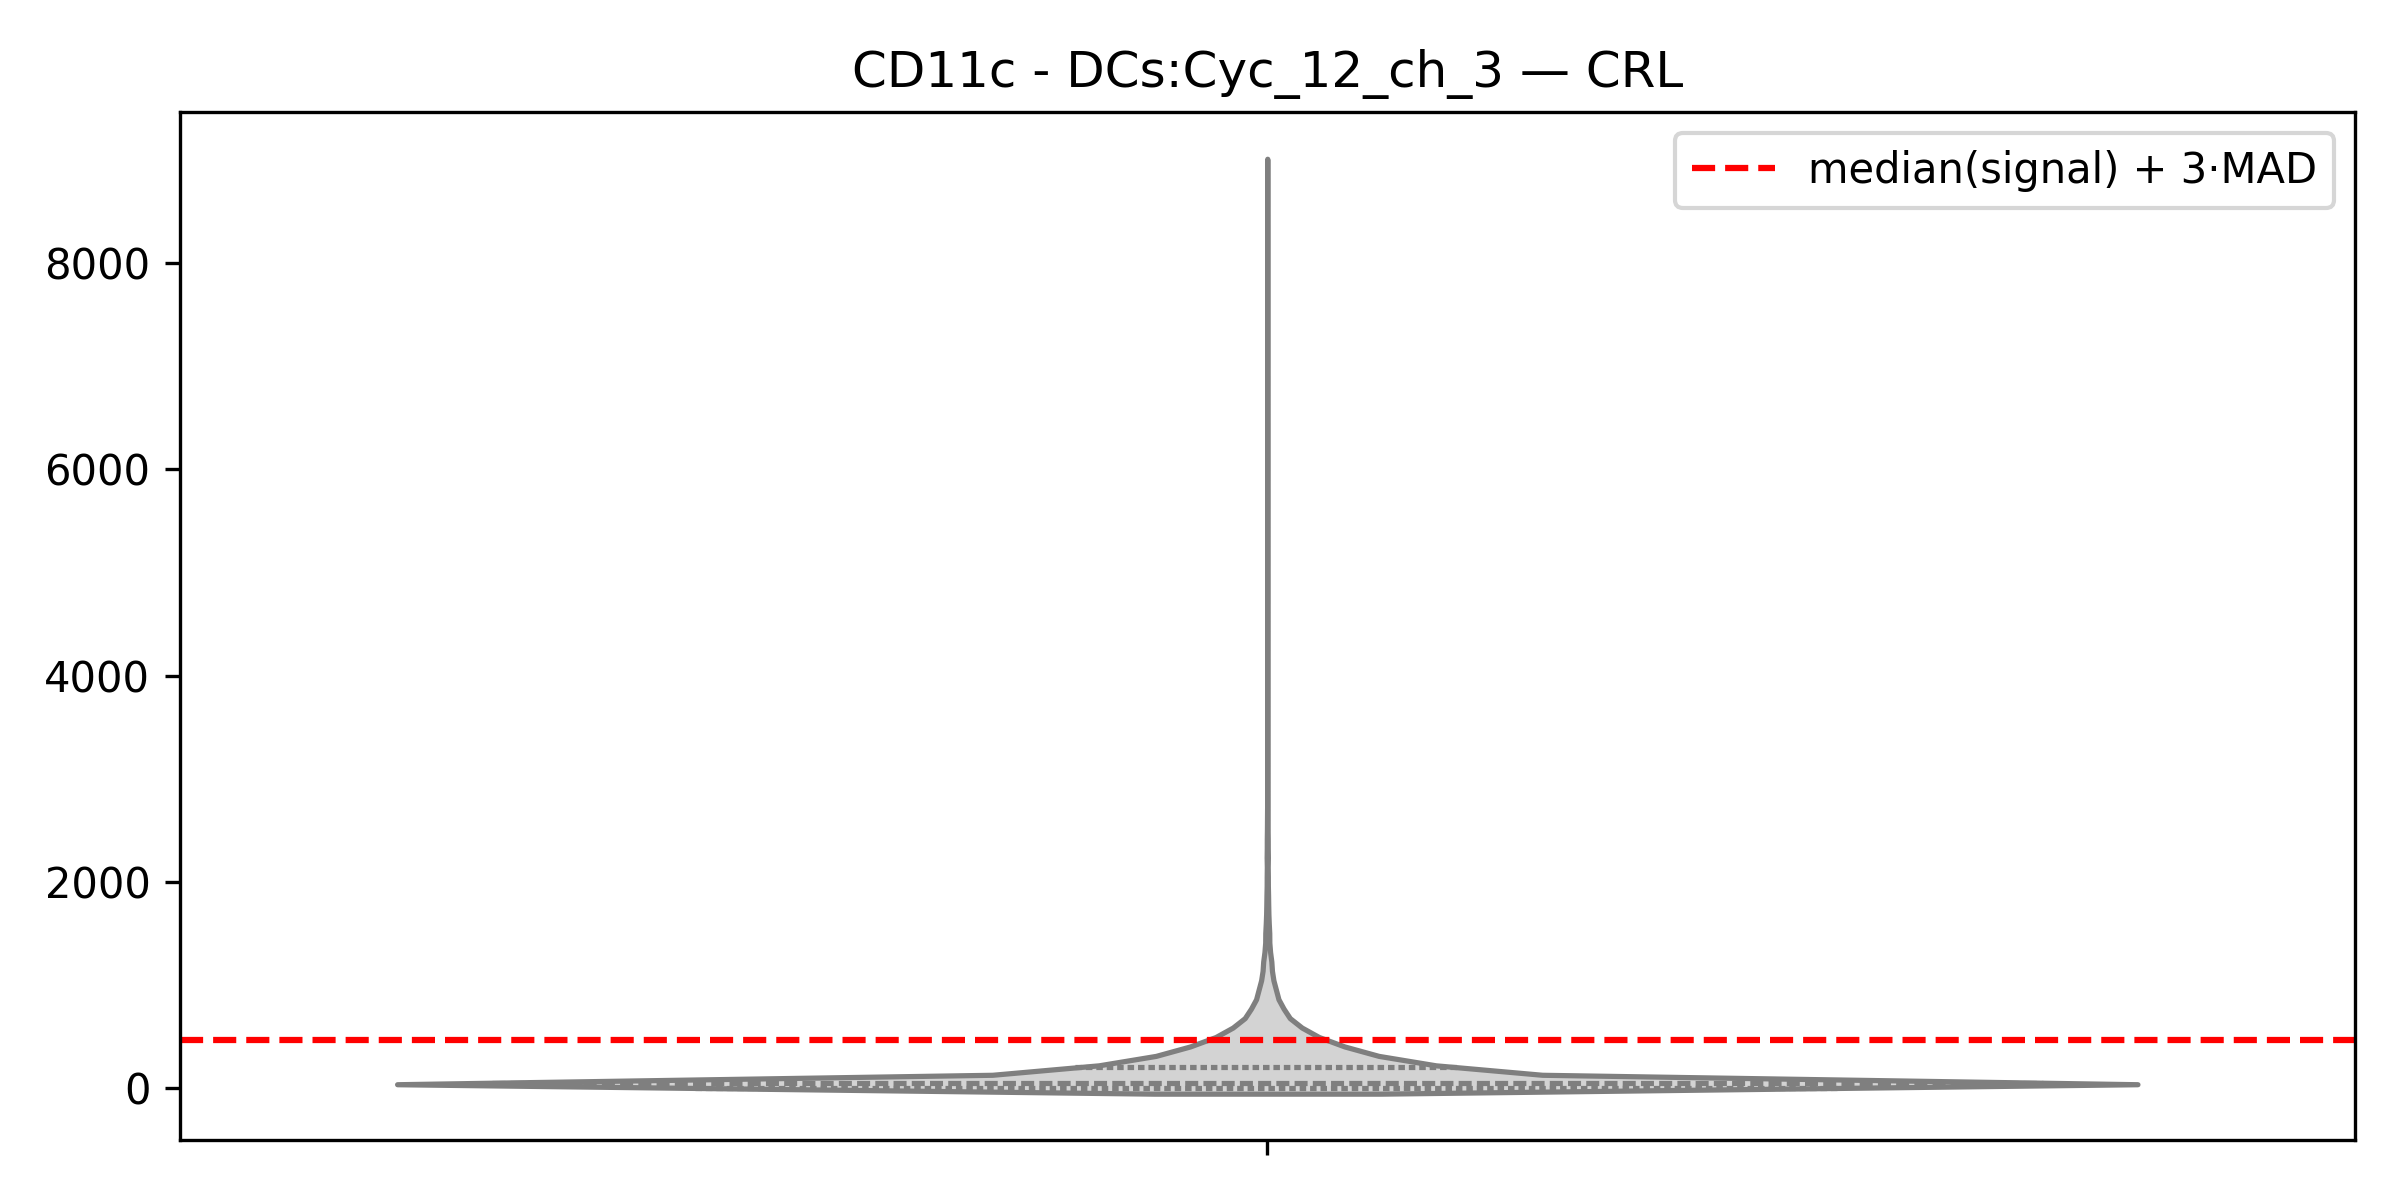 CD11c - DCs:Cyc_12_ch_3 — CRL
median(signal) + 3·MAD
8000
6000
4000
2000
0